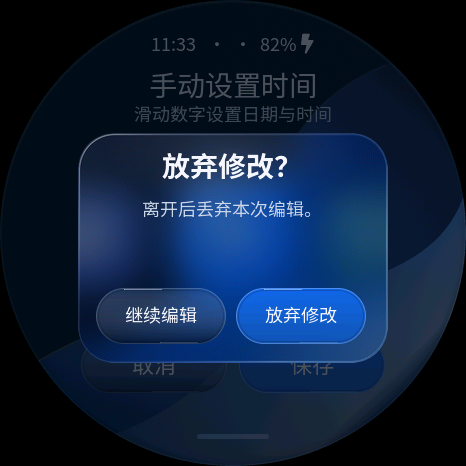 11:33 • • 82%
手动设置时间
滑动数字设置日期与时间
放弃修改?
离开后丢弃本次编辑。
继续编辑 放弃修改
取消 保存